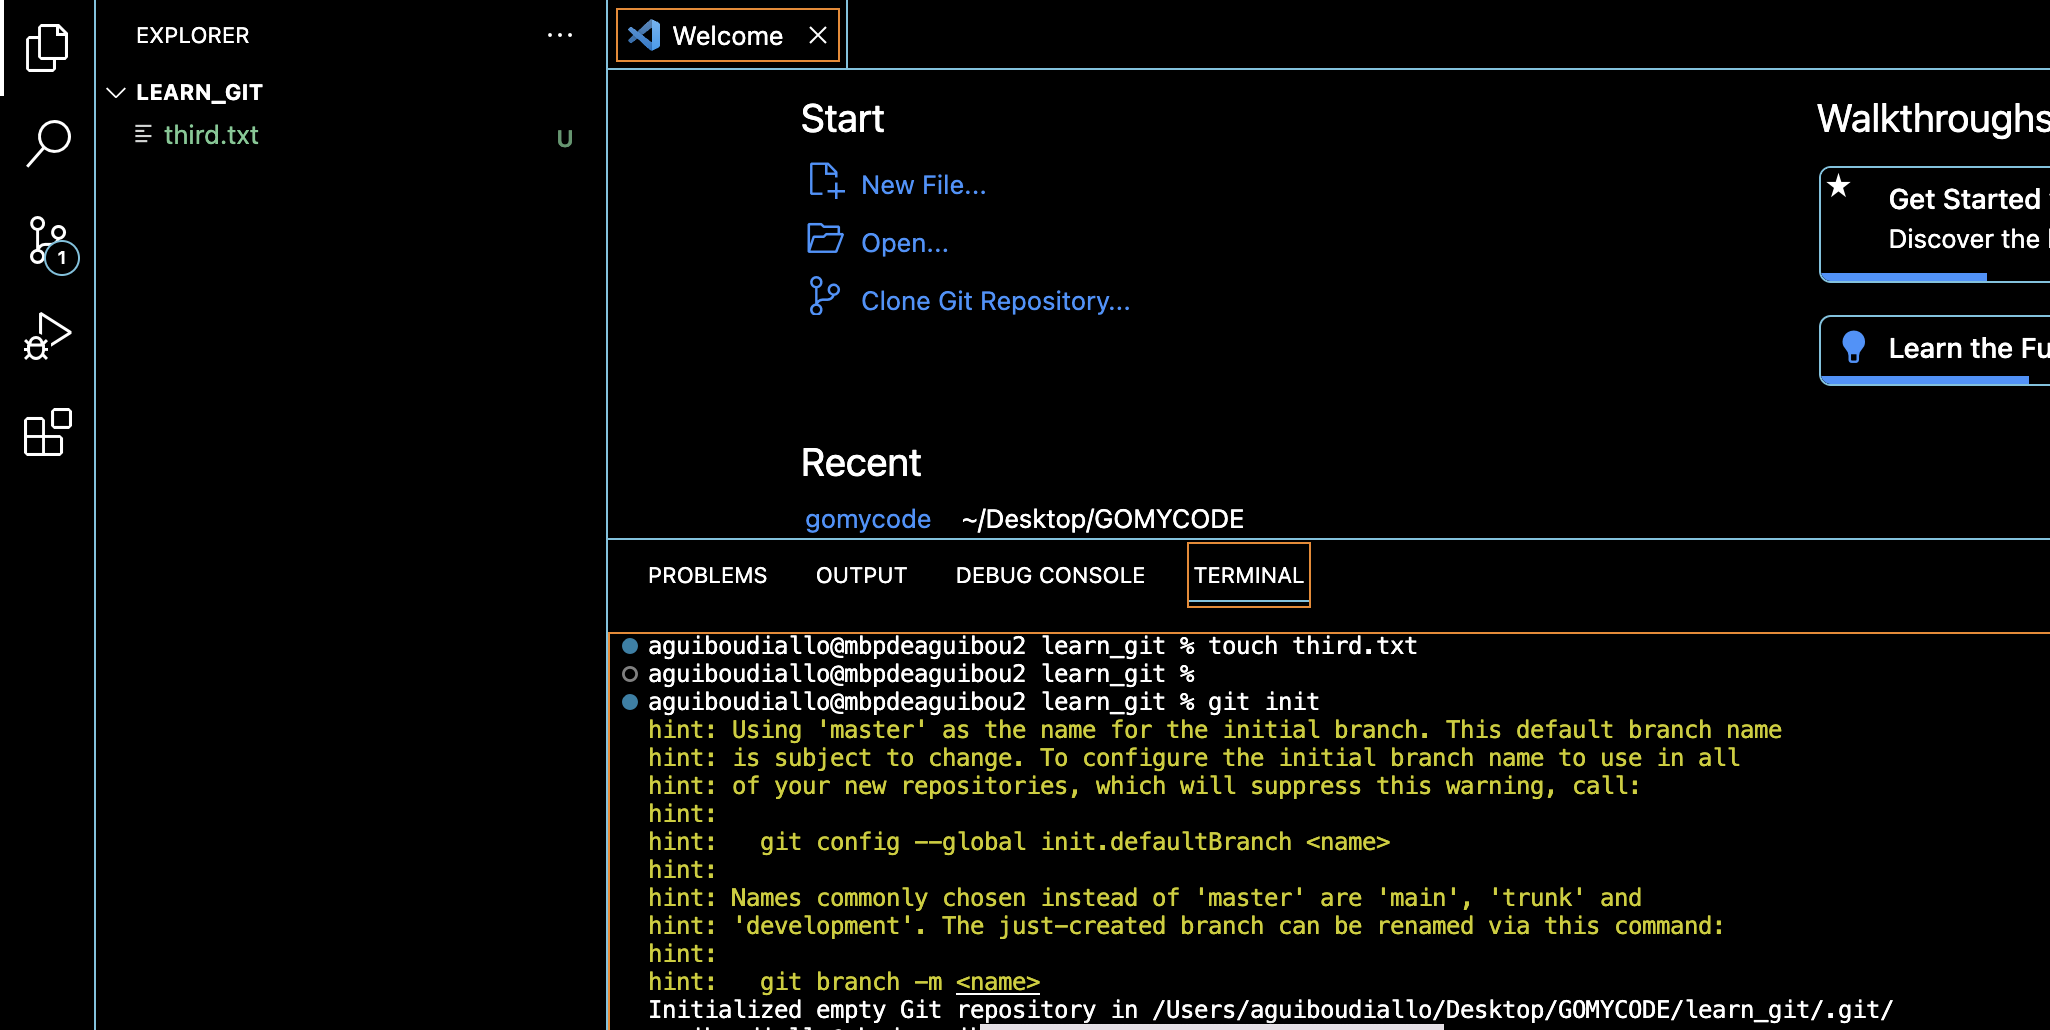 EXPLORER
LEARN_GIT
third.txt U
1
Welcome
Start
New File...
Open...
Clone Git Repository...
Walkthroughs
Get Started
Discover the
Learn the Fu
Recent
gomycode ~/Desktop/GOMYCODE
PROBLEMS OUTPUT DEBUG CONSOLE TERMINAL
aguiboudiallo@mbpdeaguibou2 learn_git % touch third.txt
aguiboudiallo@mbpdeaguibou2 learn_git %
aguiboudiallo@mbpdeaguibou2 learn_git % git init
hint: Using 'master' as the name for the initial branch. This default branch name
hint: is subject to change. To configure the initial branch name to use in all
hint: of your new repositories, which will suppress this warning, call:
hint:
hint:   git config --global init.defaultBranch <name>
hint:
hint: Names commonly chosen instead of 'master' are 'main', 'trunk' and
hint: 'development'. The just-created branch can be renamed via this command:
hint:
hint:   git branch -m <name>
Initialized empty Git repository in /Users/aguiboudiallo/Desktop/GOMYCODE/learn_git/.git/